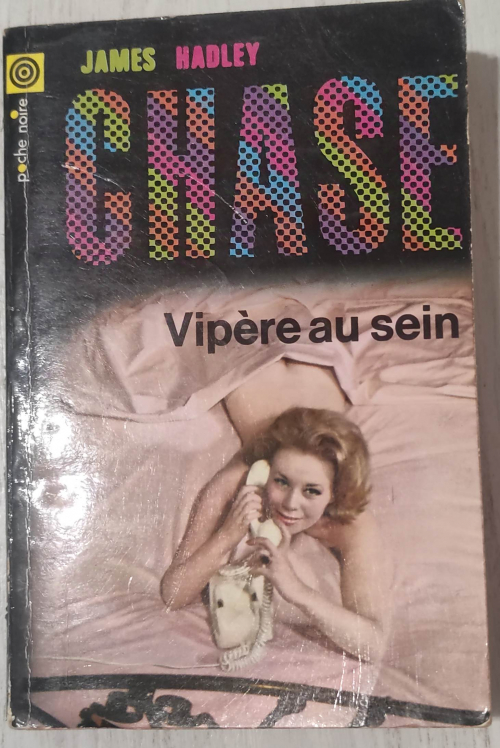 JAMES HADLEY
CHASE
poche noire
Vipère au sein